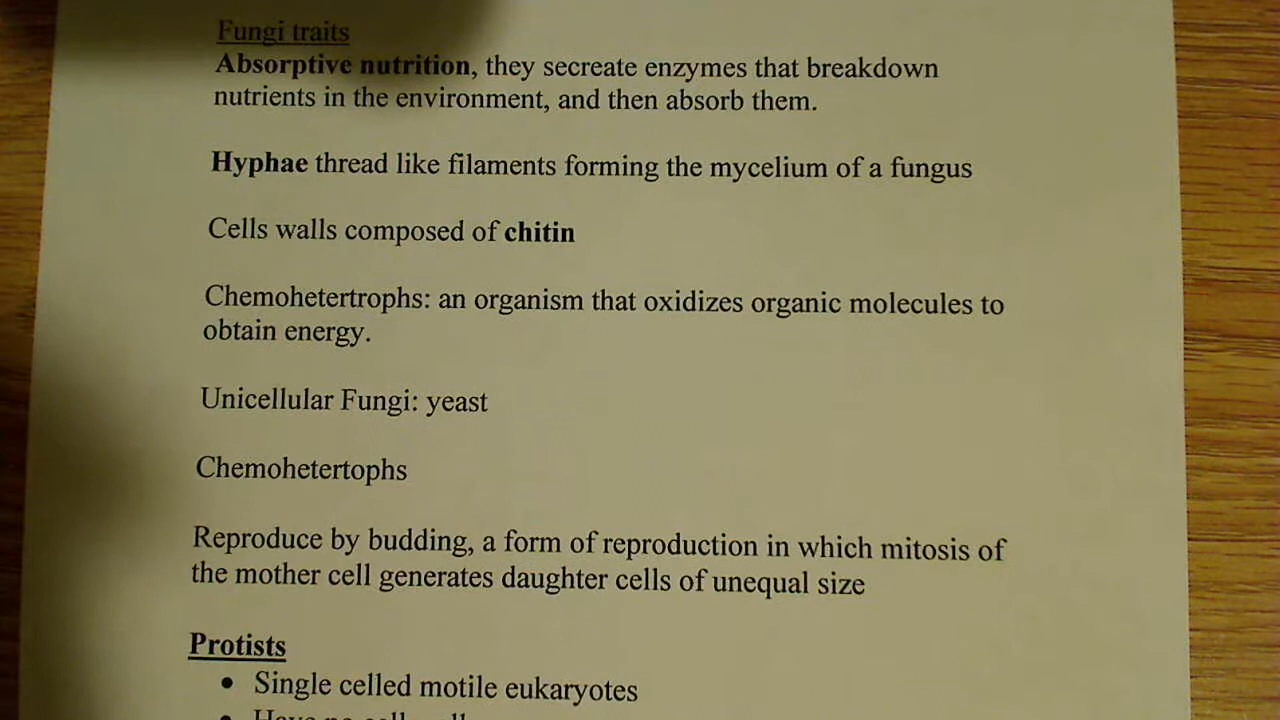 Fungi traits
Absorptive nutrition, they secreate enzymes that breakdown
nutrients in the environment, and then absorb them.
Hyphae thread like filaments forming the mycelium of a fungus
Cells walls composed of chitin
Chemohetertrophs: an organism that oxidizes organic molecules to
obtain energy.
Unicellular Fungi: yeast
Chemohetertophs
Reproduce by budding, a form of reproduction in which mitosis of
the mother cell generates daughter cells of unequal size
Protists
• Single celled motile eukaryotes
• Have no cell